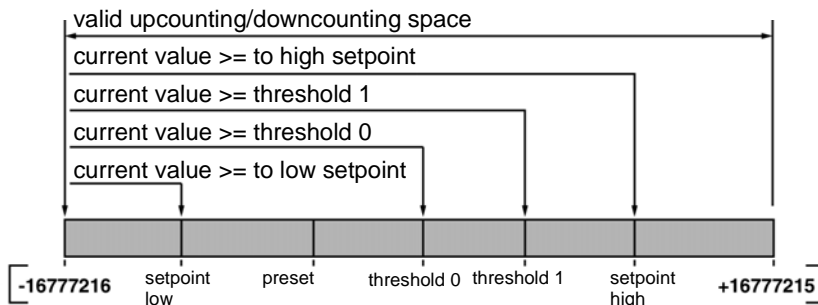 valid upcounting/downcounting space
current value >= to high setpoint
current value >= threshold 1
current value >= threshold 0
current value >= to low setpoint
-16777216 setpoint low preset threshold 0 threshold 1 setpoint high +16777215